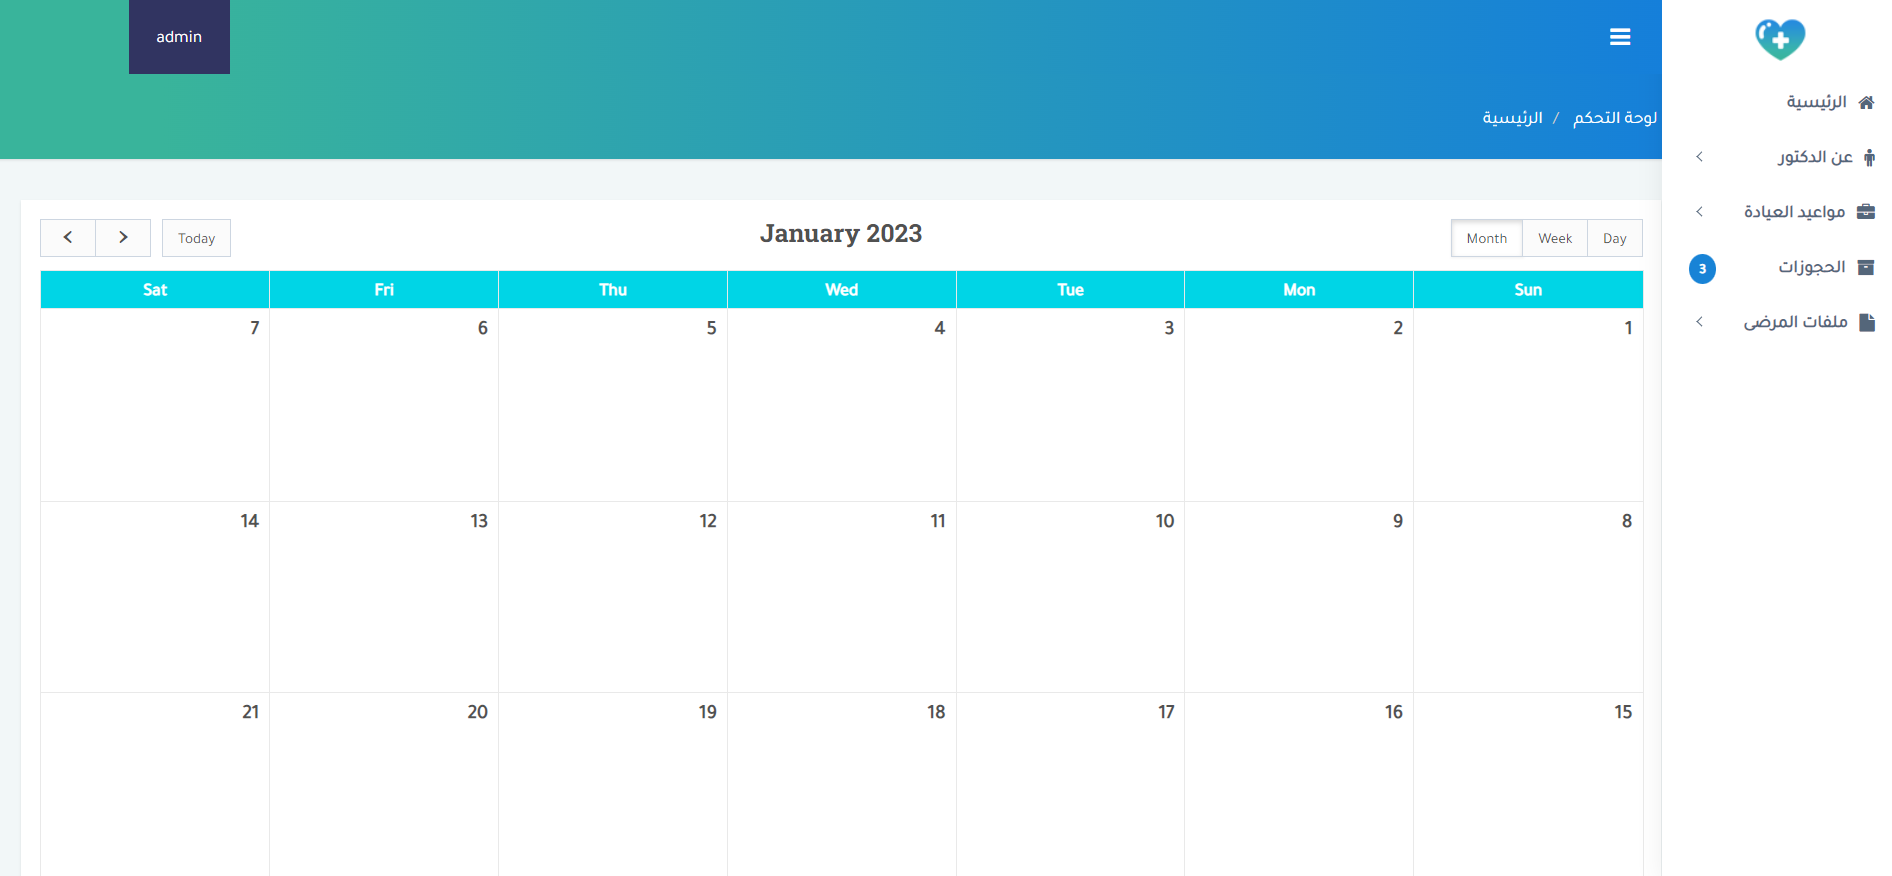 admin
لوحة التحكم / الرئيسية
الرئيسية
عن الدكتور
مواعيد العيادة
الحجوزات
3
ملفات المرضى
Today
January 2023
Month Week Day
Sun Mon Tue Wed Thu Fri Sat
1 2 3 4 5 6 7
8 9 10 11 12 13 14
15 16 17 18 19 20 21